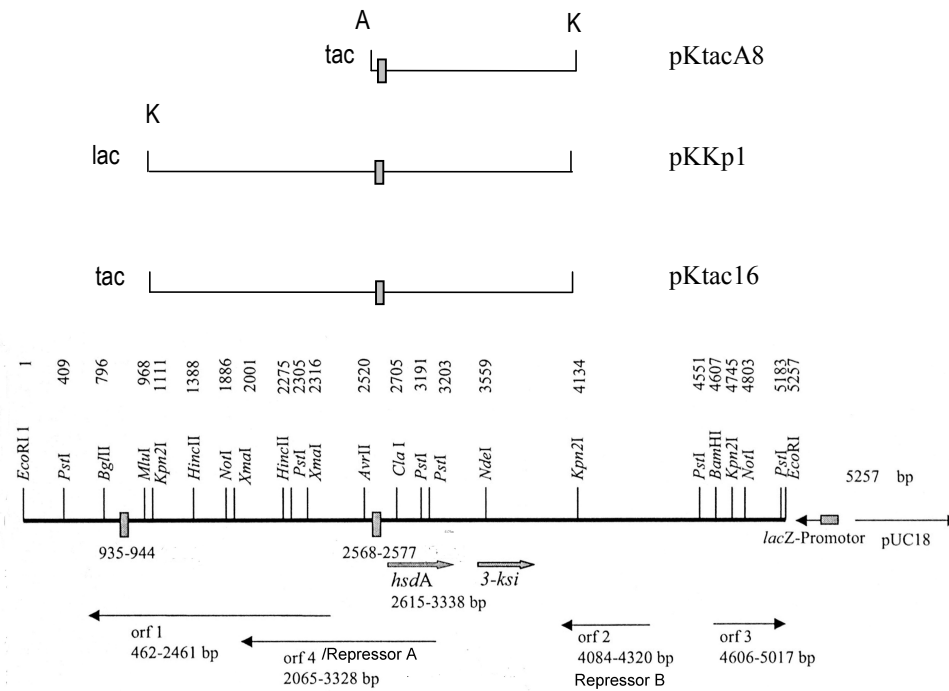 A K
tac pKtacA8
K
lac pKKp1
tac pKtac16
1 409 796 968 1111 1388 1886 2001 2275 2305 2316 2520 2705 3191 3203 3559 4134 4551 4607 4745 4803 5183 5257
EcoRI 1 PstI BglII MluI Kpn2I HincII NotI XmaI HincII PstI XmaI AvrII Cla I PstI PstI NdeI Kpn2I PstI BamHI Kpn2I NotI PstI EcoRI
5257 bp
lacZ-Promotor pUC18
935-944 2568-2577
hsdA 3-ksi
2615-3338 bp
orf 1 orf 2 orf 3
462-2461 bp 4084-4320 bp 4606-5017 bp
orf 4 /Repressor A
2065-3328 bp
Repressor B